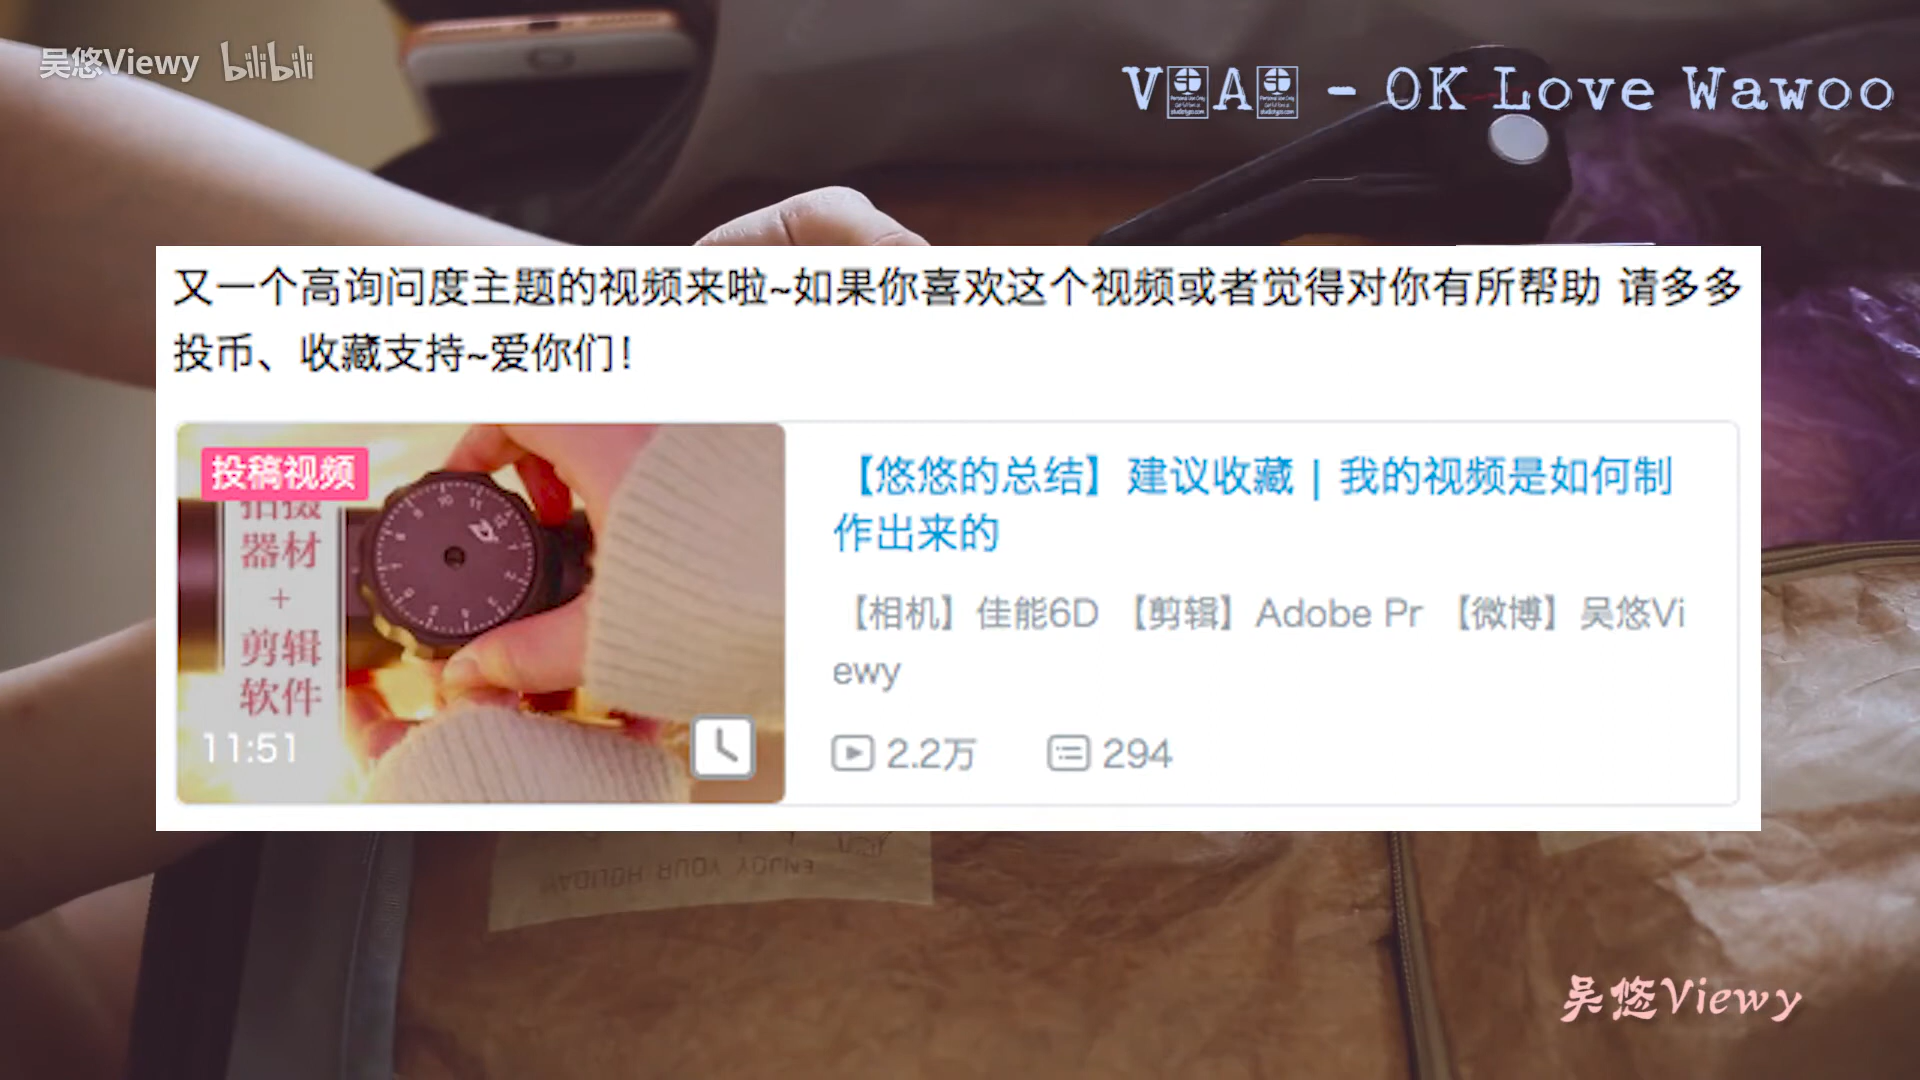 吴悠Viewy bilibili
V A - OK Love Wawoo
又一个高询问度主题的视频来啦~如果你喜欢这个视频或者觉得对你有所帮助 请多多
投币、收藏支持~爱你们！
投稿视频
拍摄
器材
+
剪辑
软件
11:51
【悠悠的总结】建议收藏 | 我的视频是如何制
作出来的
【相机】佳能6D 【剪辑】Adobe Pr 【微博】吴悠Vi
ewy
2.2万 294
ENJOY YOUR HOLIDAY
吴悠Viewy